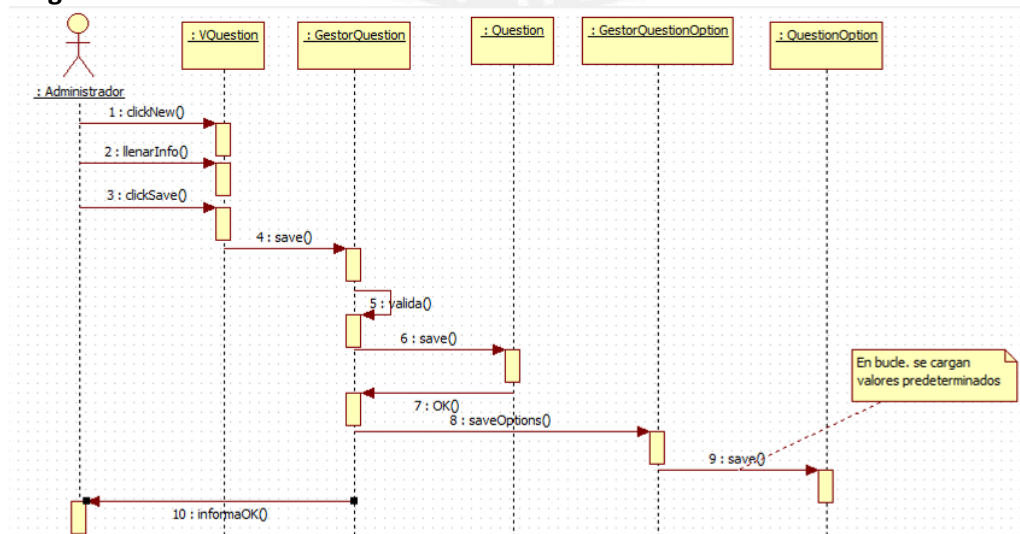 : VQuestion
: GestorQuestion
: Question
: GestorQuestionOption
: QuestionOption
: Administrador
1 : clickNew()
2 : llenarInfo()
3 : clickSave()
4 : save()
5 : valida()
6 : save()
En bucle. se cargan
valores predeterminados
7 : OK()
8 : saveOptions()
9 : save()
10 : informaOK()